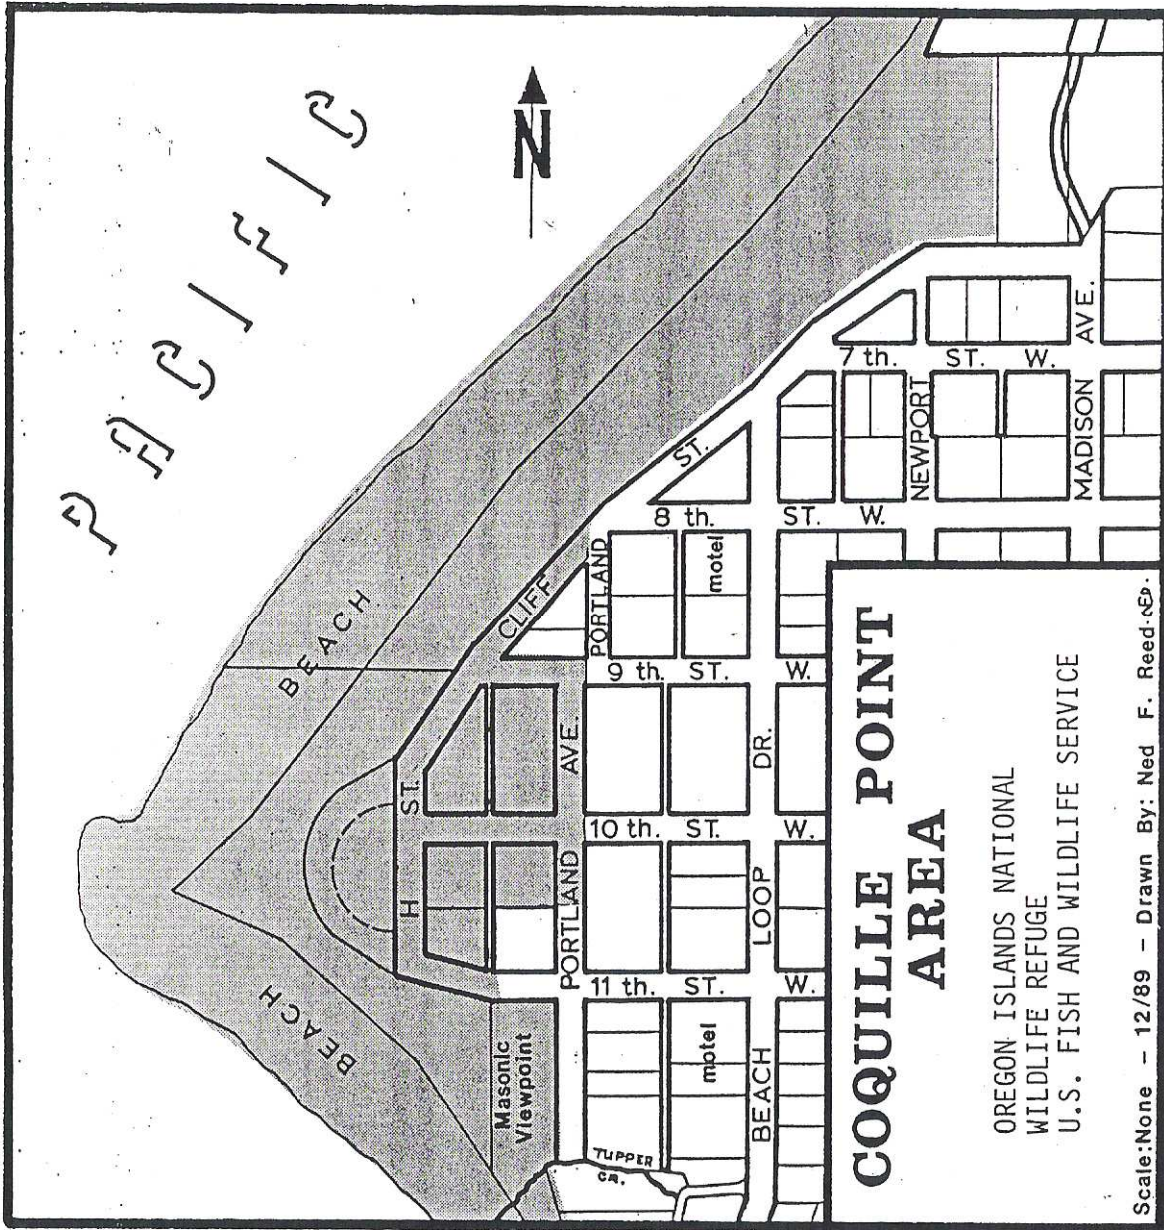 PACIFIC
N
BEACH
BEACH
CLIFF
ST.
H
ST.
7 th.
ST.
W.
8 th.
ST.
W.
9 th.
ST.
W.
10 th.
ST.
W.
11 th.
ST.
W.
NEWPORT
MADISON
AVE.
PORTLAND
PORTLAND
AVE.
BEACH
LOOP
DR.
motel
motel
Masonic
Viewpoint
TUPPER
CR.
COQUILLE POINT
AREA
OREGON ISLANDS NATIONAL
WILDLIFE REFUGE
U.S. FISH AND WILDLIFE SERVICE
Scale:None - 12/89 - Drawn By: Ned F. Reed